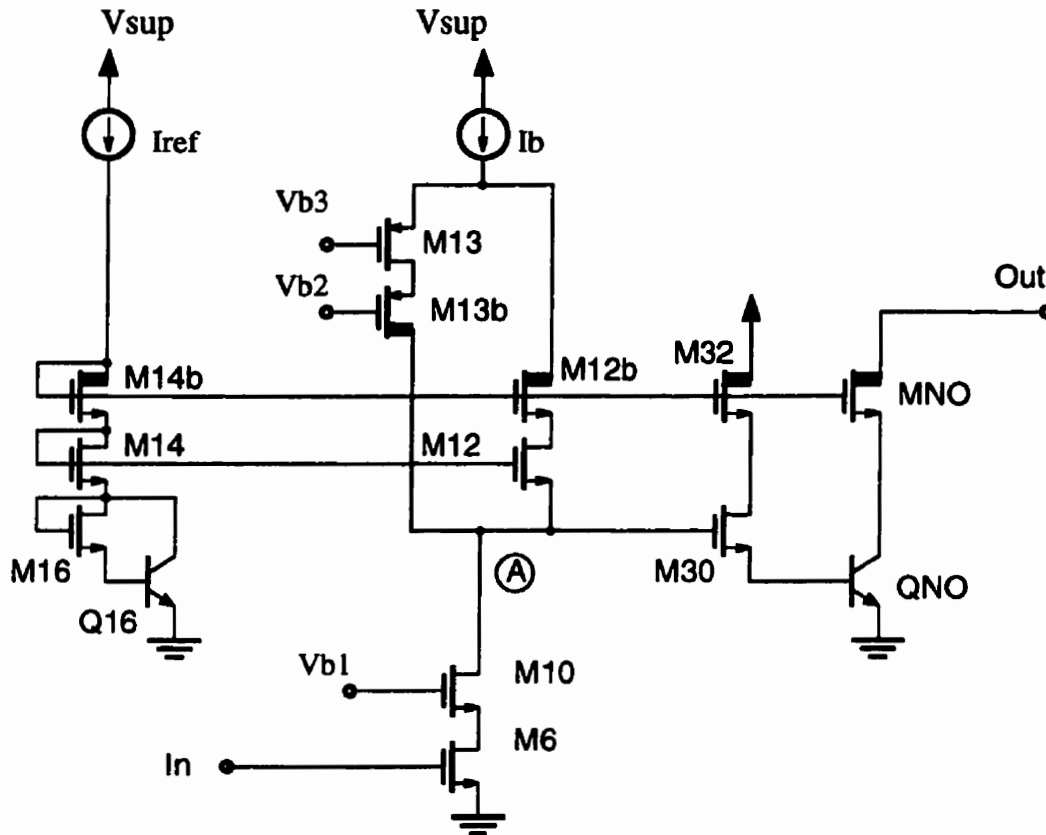 Vsup
Vsup
Iref
Ib
Vb3
M13
Vb2
M13b
Out
M32
M14b
M12b
MNO
M14
M12
M16
A
M30
QNO
Q16
Vb1
M10
M6
In